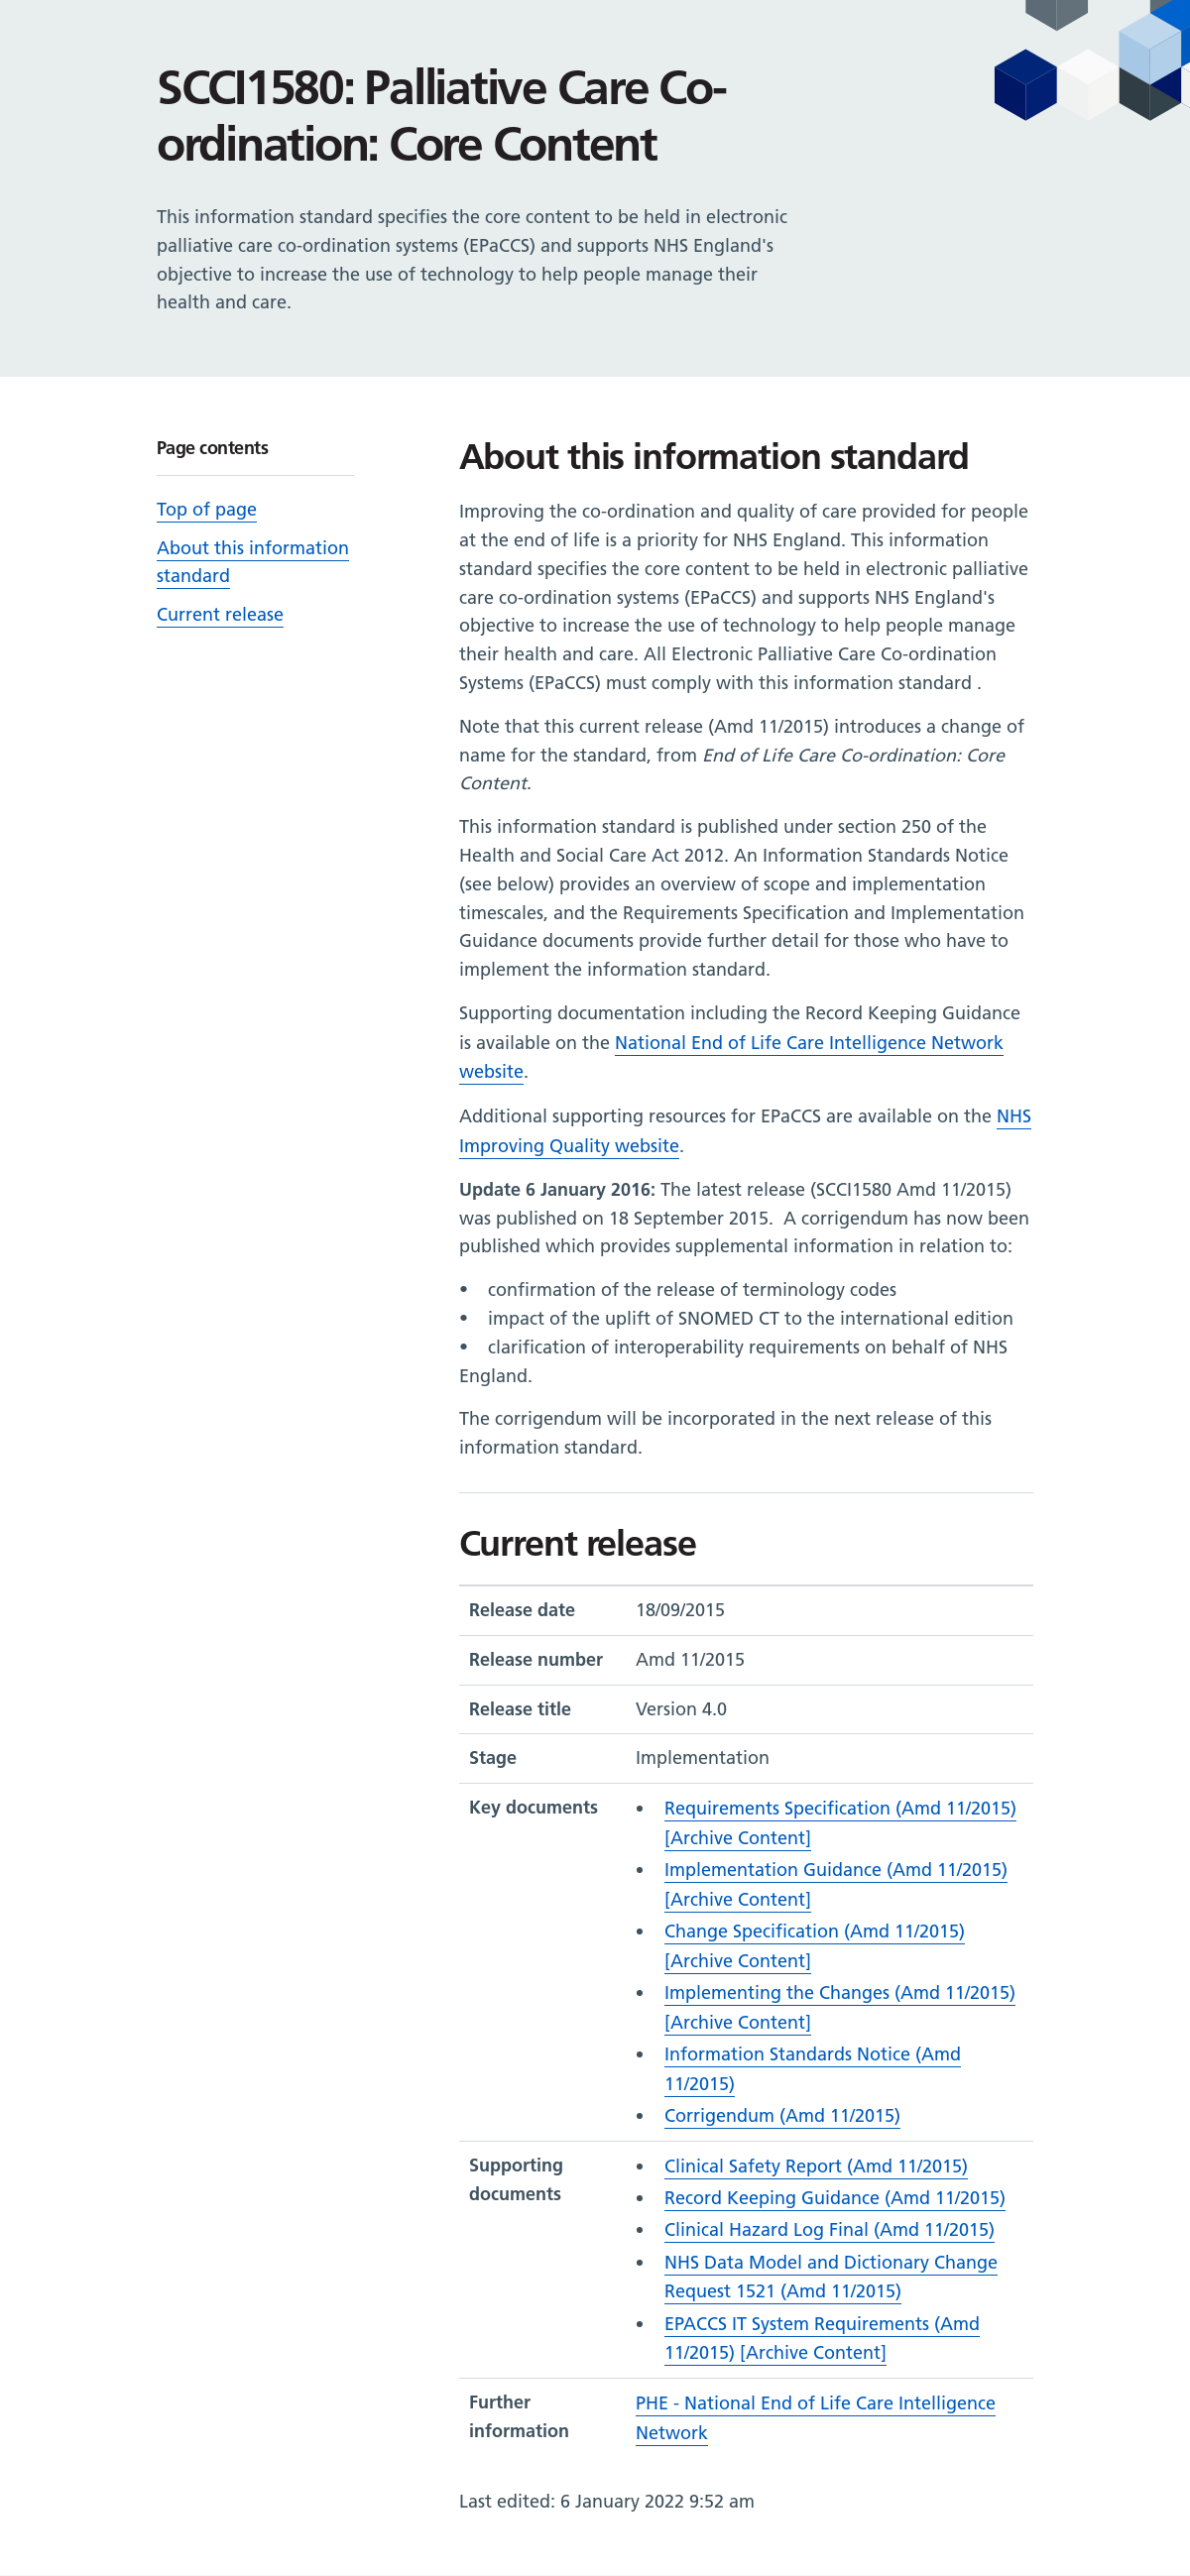 SCCI1580: Palliative Care Co-
ordination: Core Content
This information standard specifies the core content to be held in electronic
palliative care co-ordination systems (EPaCCS) and supports NHS England's
objective to increase the use of technology to help people manage their
health and care.
Page contents
Top of page
About this information
standard
Current release
About this information standard
Improving the co-ordination and quality of care provided for people
at the end of life is a priority for NHS England. This information
standard specifies the core content to be held in electronic palliative
care co-ordination systems (EPaCCS) and supports NHS England's
objective to increase the use of technology to help people manage
their health and care. All Electronic Palliative Care Co-ordination
Systems (EPaCCS) must comply with this information standard .
Note that this current release (Amd 11/2015) introduces a change of
name for the standard, from End of Life Care Co-ordination: Core
Content.
This information standard is published under section 250 of the
Health and Social Care Act 2012. An Information Standards Notice
(see below) provides an overview of scope and implementation
timescales, and the Requirements Specification and Implementation
Guidance documents provide further detail for those who have to
implement the information standard.
Supporting documentation including the Record Keeping Guidance
is available on the National End of Life Care Intelligence Network
website.
Additional supporting resources for EPaCCS are available on the NHS
Improving Quality website.
Update 6 January 2016: The latest release (SCCI1580 Amd 11/2015)
was published on 18 September 2015.  A corrigendum has now been
published which provides supplemental information in relation to:
• confirmation of the release of terminology codes
• impact of the uplift of SNOMED CT to the international edition
• clarification of interoperability requirements on behalf of NHS
England.
The corrigendum will be incorporated in the next release of this
information standard.
Current release
Release date 18/09/2015
Release number Amd 11/2015
Release title Version 4.0
Stage Implementation
Key documents • Requirements Specification (Amd 11/2015)
[Archive Content]
• Implementation Guidance (Amd 11/2015)
[Archive Content]
• Change Specification (Amd 11/2015)
[Archive Content]
• Implementing the Changes (Amd 11/2015)
[Archive Content]
• Information Standards Notice (Amd
11/2015)
• Corrigendum (Amd 11/2015)
Supporting
documents
• Clinical Safety Report (Amd 11/2015)
• Record Keeping Guidance (Amd 11/2015)
• Clinical Hazard Log Final (Amd 11/2015)
• NHS Data Model and Dictionary Change
Request 1521 (Amd 11/2015)
• EPACCS IT System Requirements (Amd
11/2015) [Archive Content]
Further
information
PHE - National End of Life Care Intelligence
Network
Last edited: 6 January 2022 9:52 am